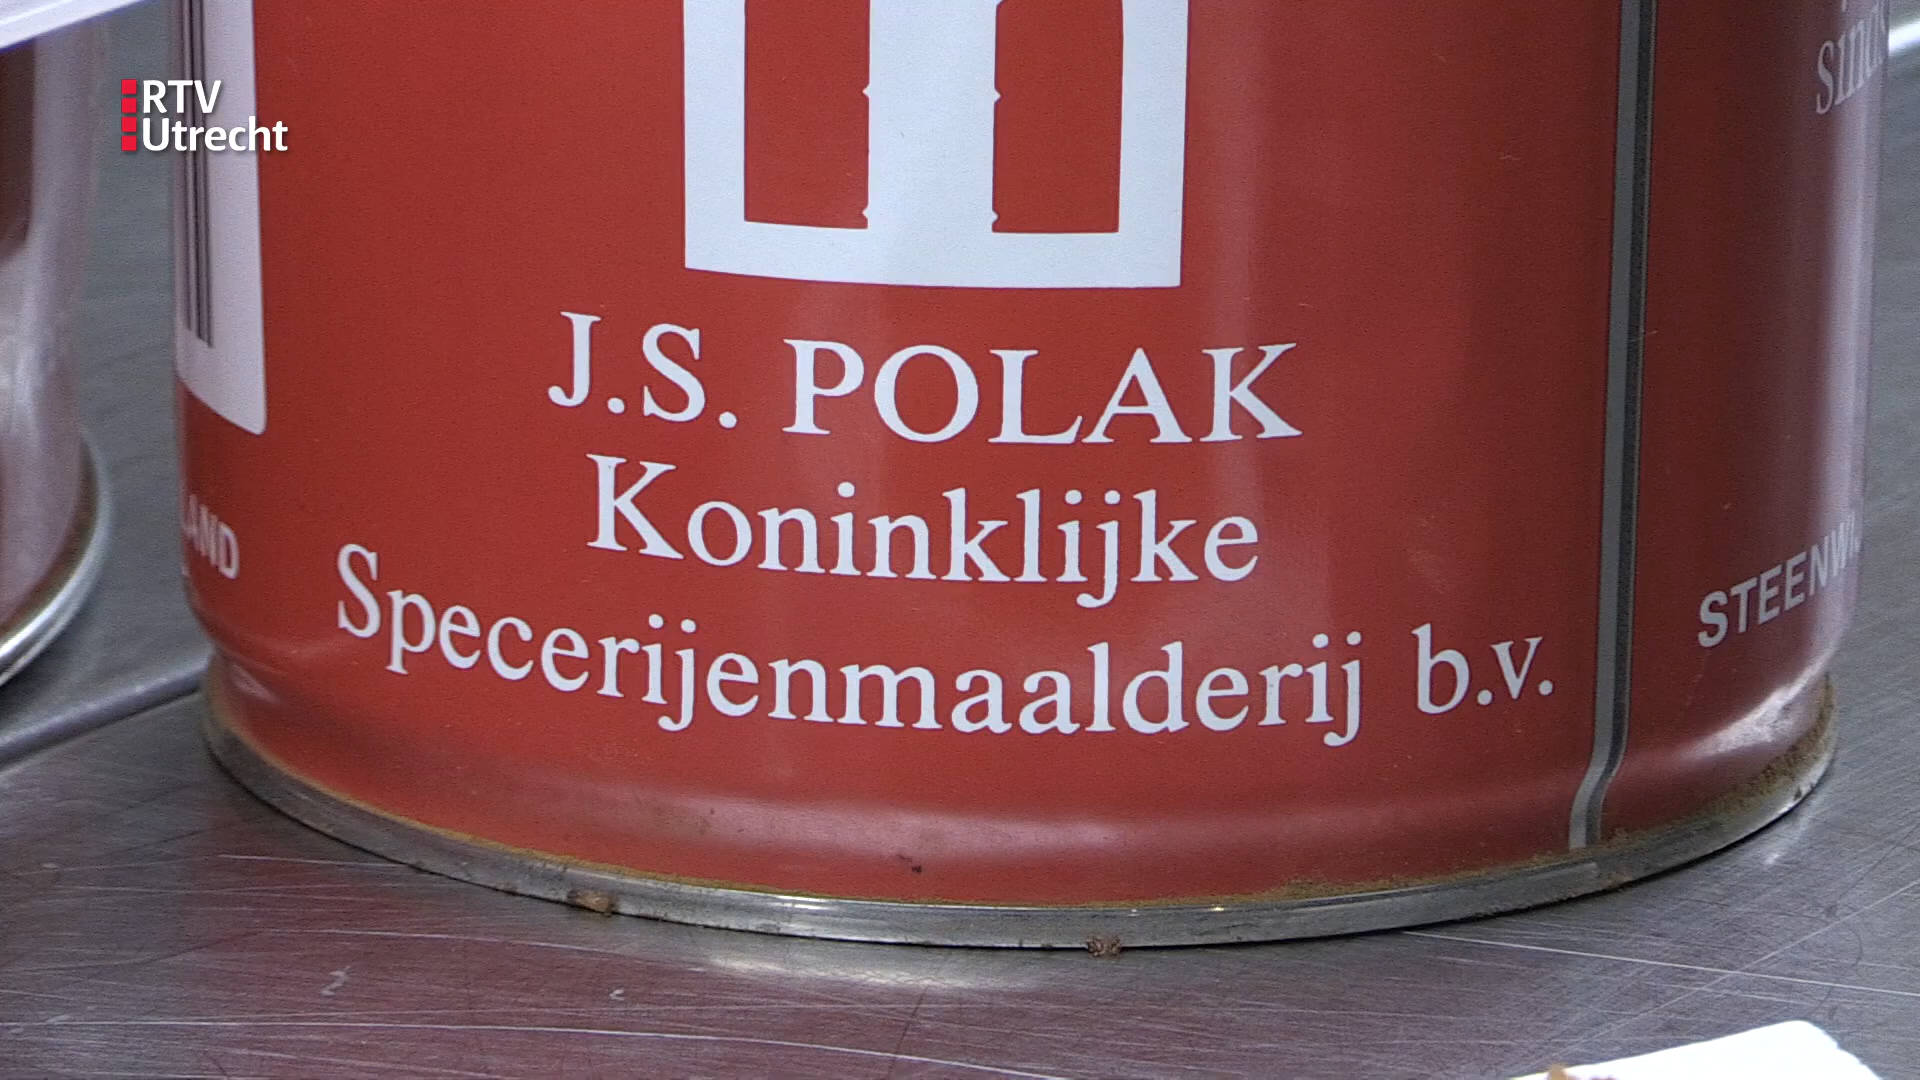 RTV
Utrecht
J.S. POLAK
Koninklijke
Specerijenmaalderij b.v.